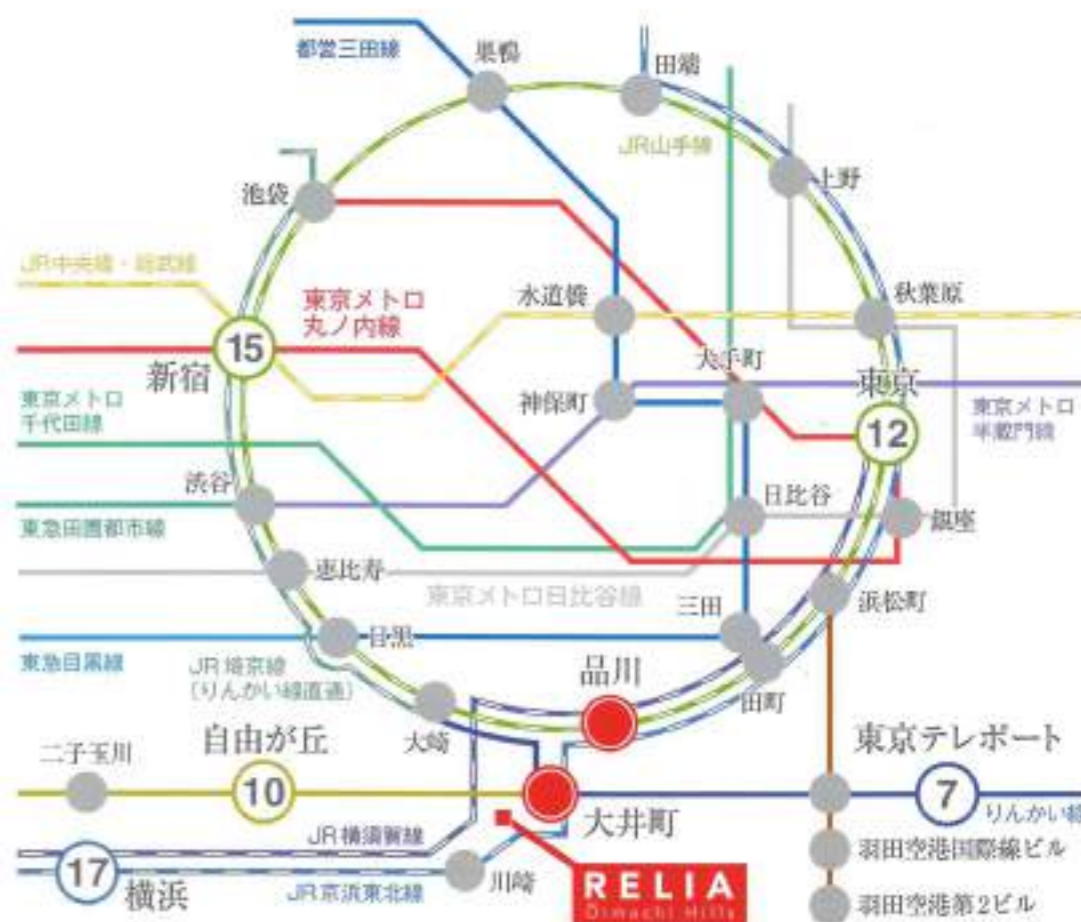 都営三田線
巣鴨
田端
JR山手線
池袋
上野
JR中央線・総武線
東京メトロ
丸ノ内線
水道橋
秋葉原
15
新宿
大手町
東京
12
東京メトロ
千代田線
神保町
東京メトロ
半蔵門線
渋谷
日比谷
銀座
東急田園都市線
恵比寿
東京メトロ日比谷線
浜松町
三田
東急目黒線
目黒
JR埼京線
(りんかい線直通)
品川
田町
大崎
二子玉川
自由が丘
東京テレポート
10
7
りんかい線
大井町
JR横須賀線
17
横浜
JR京浜東北線
川崎
羽田空港国際線ビル
羽田空港第2ビル
RELIA
Oimachi Hills